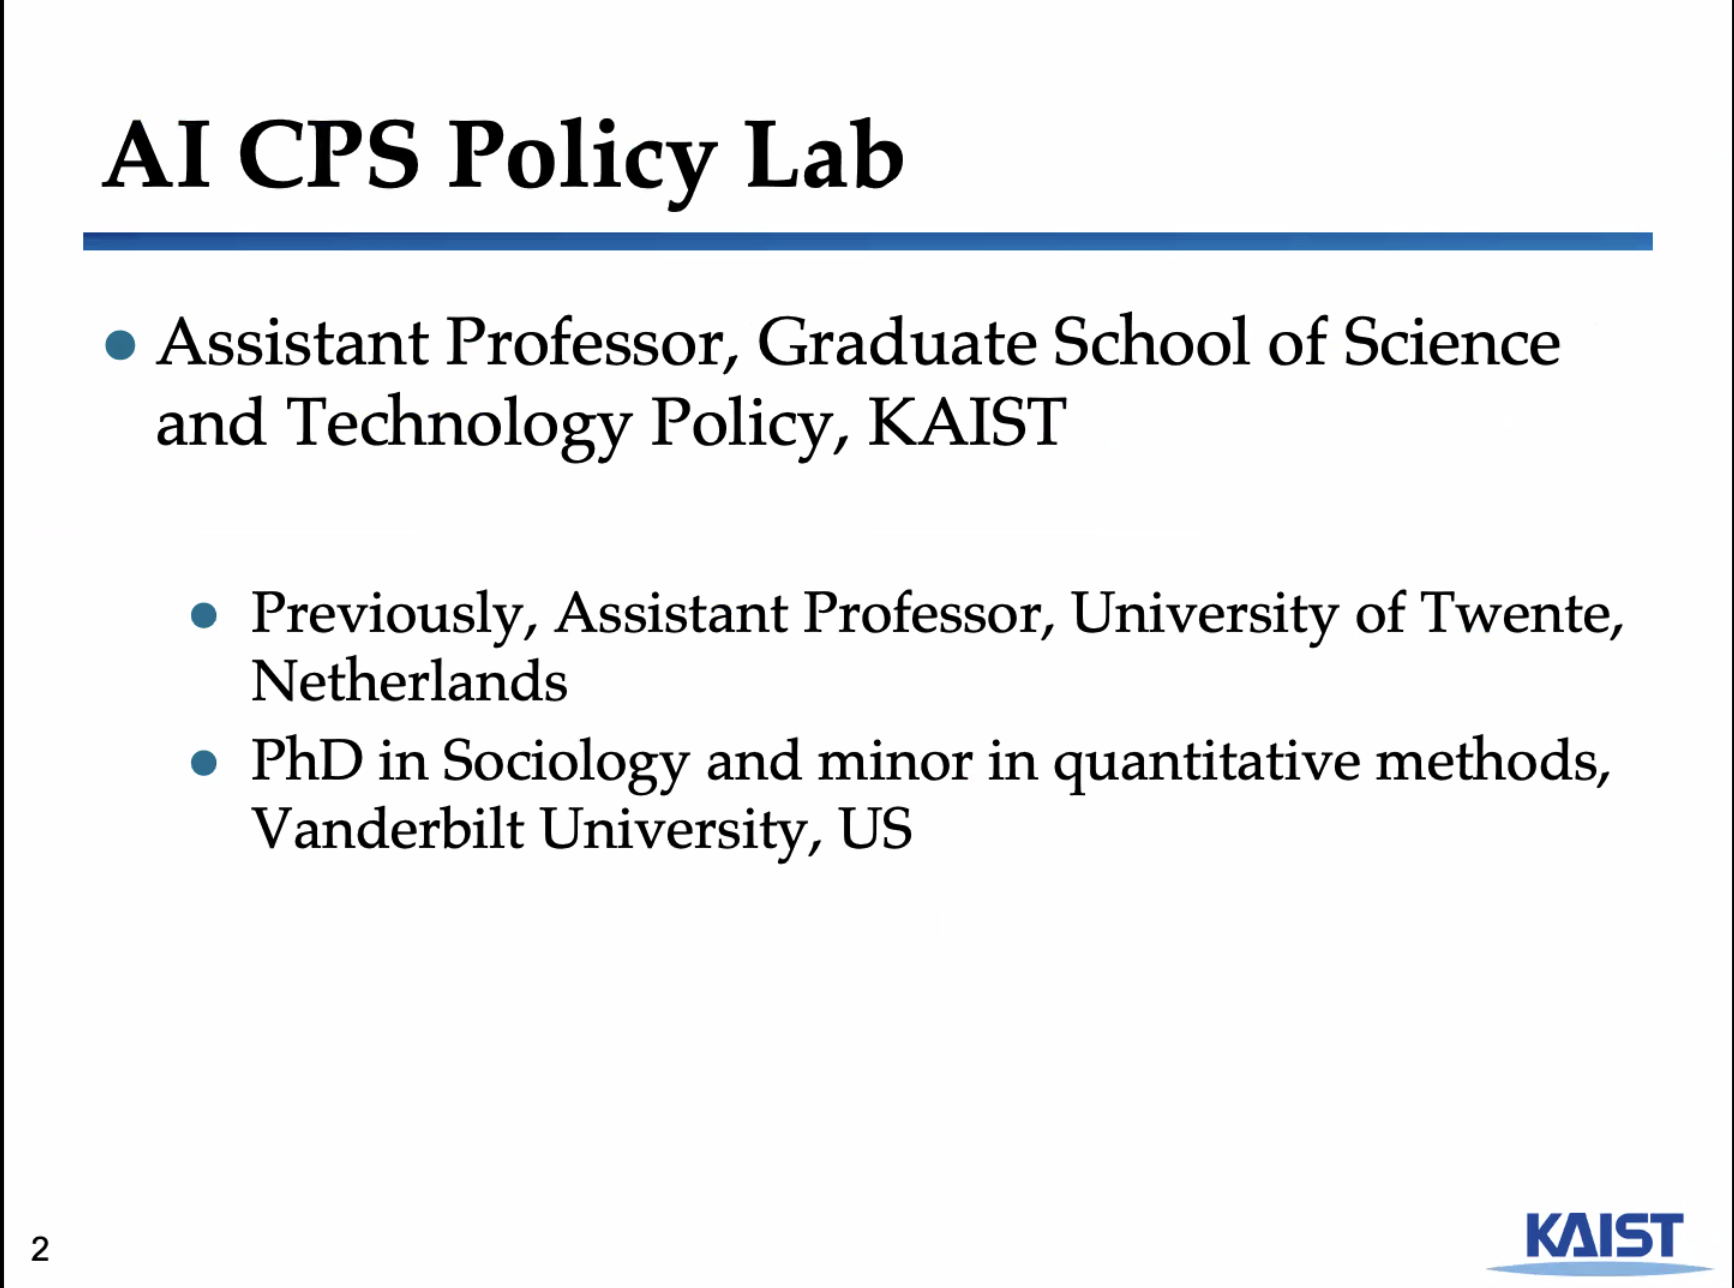 AI CPS Policy Lab
Assistant Professor, Graduate School of Science
and Technology Policy, KAIST
Previously, Assistant Professor, University of Twente,
Netherlands
PhD in Sociology and minor in quantitative methods,
Vanderbilt University, US
2
KAIST